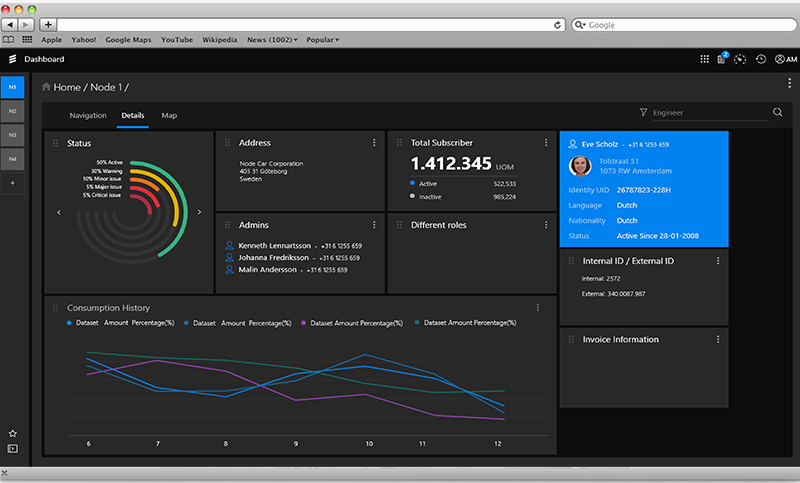 Google
Apple Yahoo! Google Maps YouTube Wikipedia News (1002) Popular
Dashboard
2
AM
N1
N2
N3
N4
+
Home / Node 1 /
Navigation Details Map
Engineer
Status
50% Active
30% Warning
10% Minor issue
5% Major issue
5% Critical issue
Address
Node Car Corporation
405 31 Göteborg
Sweden
Total Subscriber
1.412.345 UOM
Active 522,533
Inactive 985,224
Eve Scholz - +31 6 1255 659
Tolstraat 51
1073 RW Amsterdam
Identity UID 26787823-228H
Language Dutch
Nationality Dutch
Status Active Since 28-01-2008
Admins
Kenneth Lennartsson - +31 6 1255 659
Johanna Fredriksson - +31 6 1255 659
Malin Andersson - +31 6 1255 659
Different roles
Internal ID / External ID
Internal: 2572
External: 340.0087.987
Consumption History
Dataset Amount Percentage(%) Dataset Amount Percentage(%) Dataset Amount Percentage(%) Dataset Amount Percentage(%)
6 7 8 9 10 11 12
Invoice Information